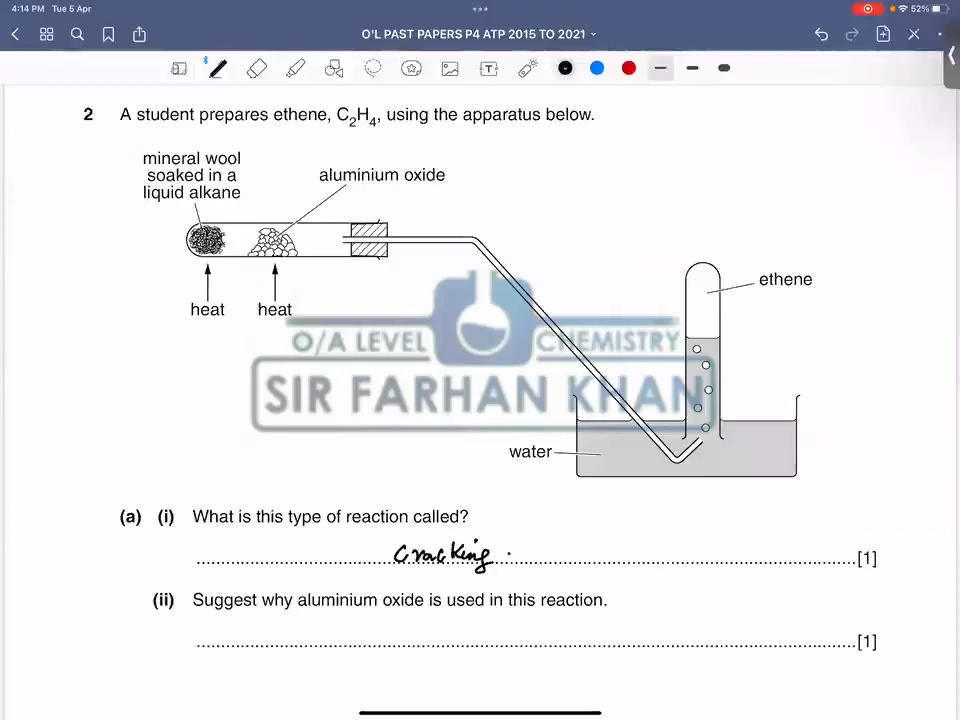 4:14 PM Tue 5 Apr
52%
O'L PAST PAPERS P4 ATP 2015 TO 2021
2 A student prepares ethene, C₂H₄, using the apparatus below.
mineral wool
soaked in a
liquid alkane
aluminium oxide
heat
heat
ethene
water
O/A LEVEL CHEMISTRY
SIR FARHAN KHAN
(a) (i) What is this type of reaction called?
Cracking. [1]
(ii) Suggest why aluminium oxide is used in this reaction.
[1]